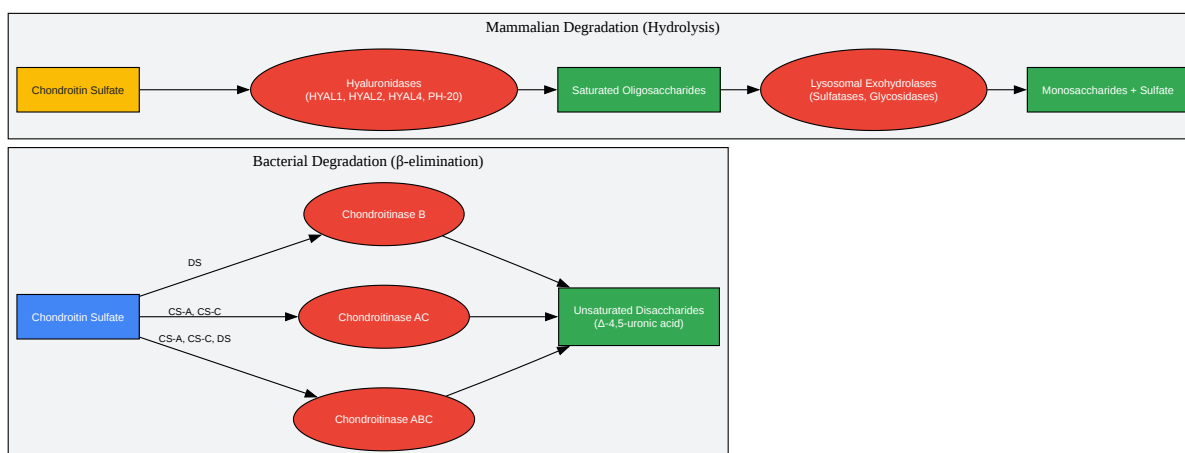 Mammalian Degradation (Hydrolysis)
Chondroitin Sulfate
Hyaluronidases
(HYAL1, HYAL2, HYAL4, PH-20)
Saturated Oligosaccharides
Lysosomal Exohydrolases
(Sulfatases, Glycosidases)
Monosaccharides + Sulfate
Bacterial Degradation (β-elimination)
Chondroitinase B
DS
Chondroitin Sulfate
CS-A, CS-C
Chondroitinase AC
Unsaturated Disaccharides
(Δ-4,5-uronic acid)
CS-A, CS-C, DS
Chondroitinase ABC